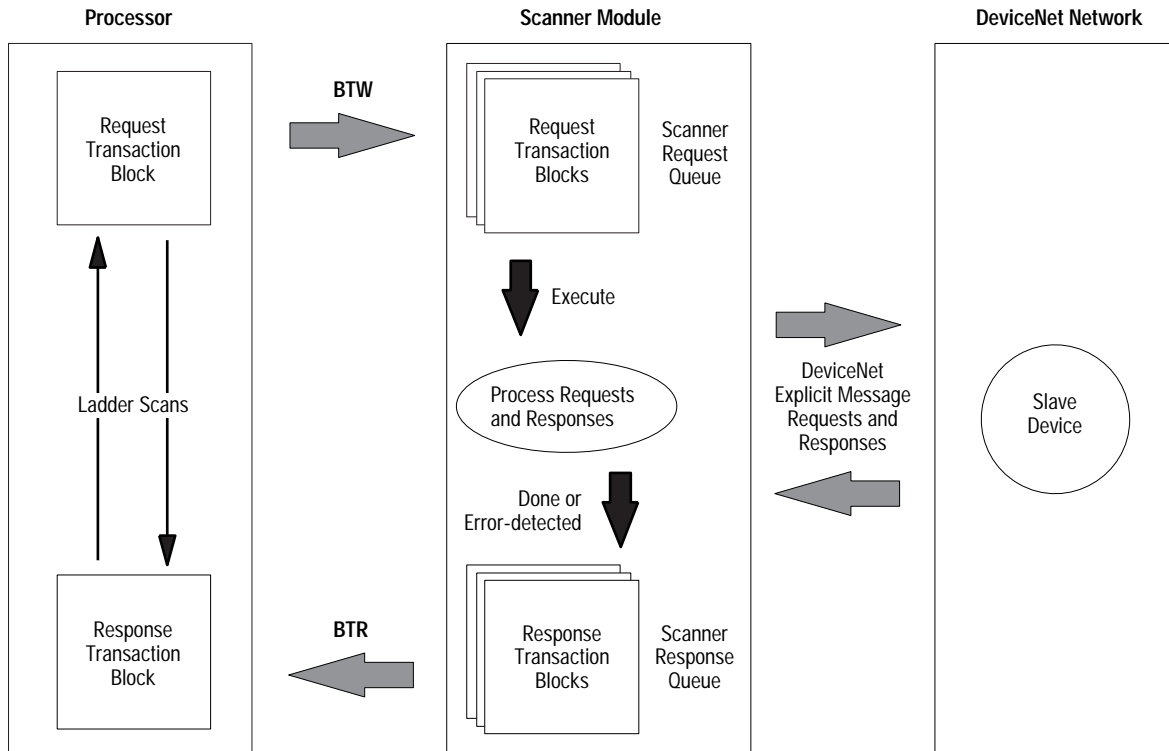 Processor
Scanner Module
DeviceNet Network
Request
Transaction
Block
BTW
Request
Transaction
Blocks
Scanner
Request
Queue
Execute
Ladder Scans
Process Requests
and Responses
DeviceNet
Explicit Message
Requests and
Responses
Slave
Device
Done or
Error-detected
Response
Transaction
Block
BTR
Response
Transaction
Blocks
Scanner
Response
Queue